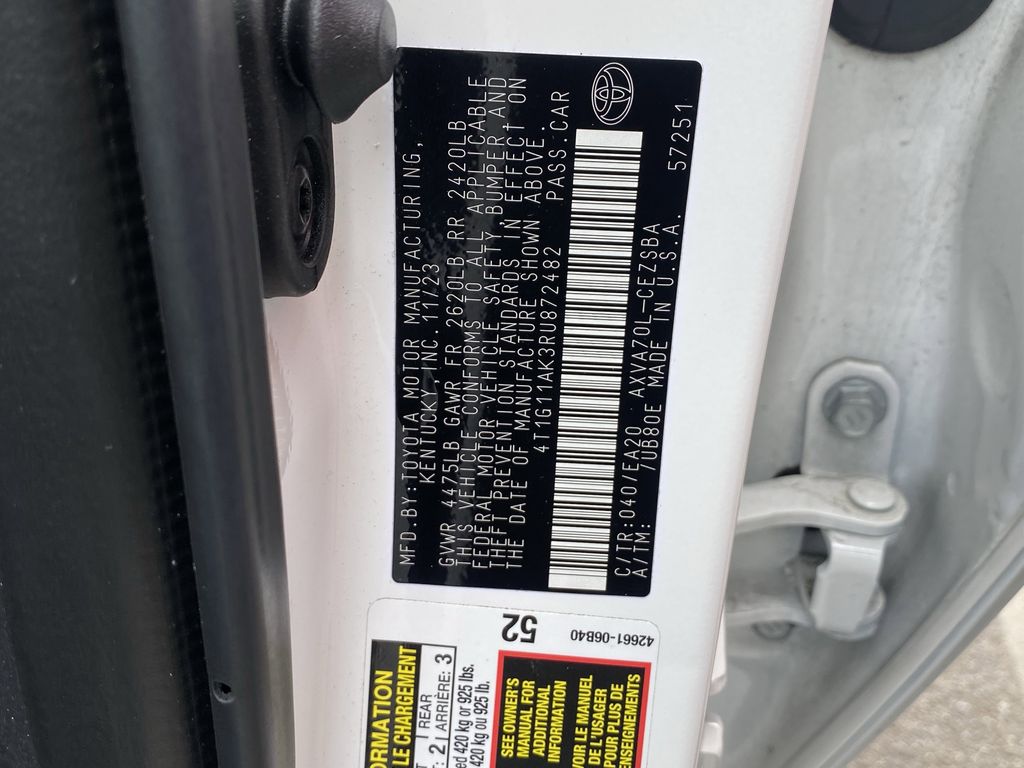 MFD.BY:TOYOTA MOTOR MANUFACTURING,
KENTUCKY, INC. 11/23
GVWR 4475LB GAWR FR 2620LB RR 2420LB
THIS VEHICLE CONFORMS TO ALL APPLICABLE
FEDERAL MOTOR VEHICLE SAFETY, BUMPER AND
THEFT PREVENTION STANDARDS IN EFFECT ON
THE DATE OF MANUFACTURE SHOWN ABOVE.
4T1G11AK3RU872482 PASS.CAR
C/TR:040/EA20 AXVA70L-CEZSBA
A/TM: /UB80E MADE IN U.S.A. 57251
52
42661-06B40
LE CHARGEMENT
2 REAR
ARRIÈRE: 3
420 kg or 925 lbs.
420 kg ou 925 lb.
SEE OWNER'S
MANUAL FOR
ADDITIONAL
INFORMATION
VOIR LE MANUEL
DE L'USAGER
POUR PLUS DE
RENSEIGNEMENTS